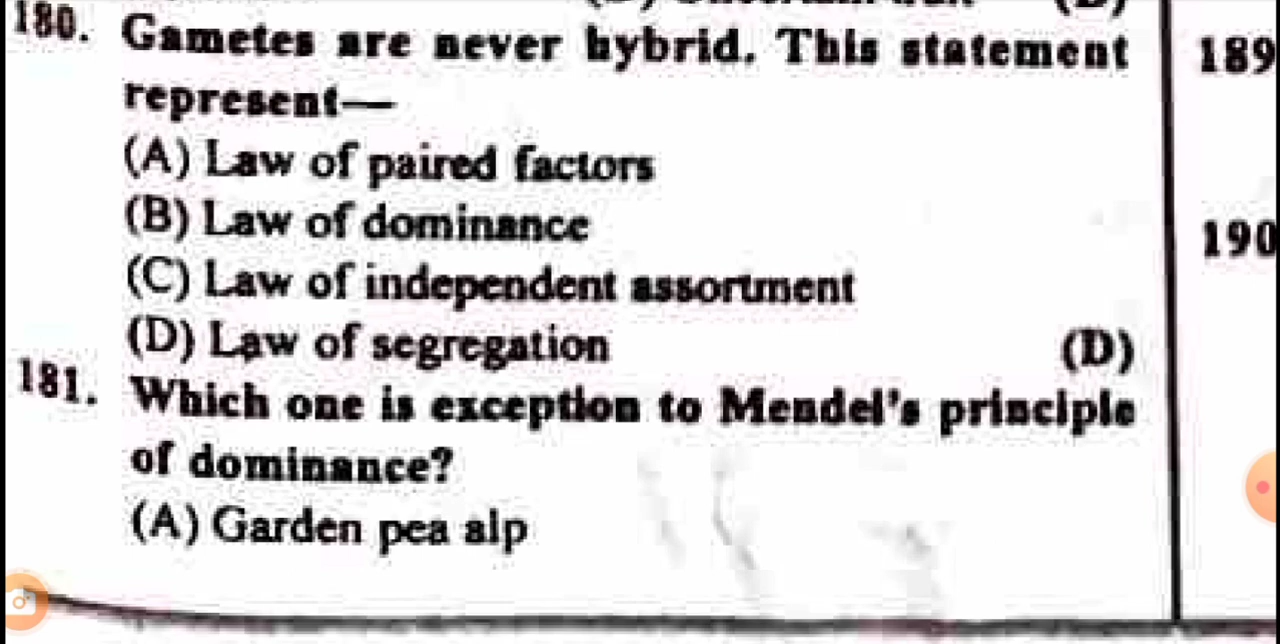 180. Gametes are never hybrid. This statement
represent—
(A) Law of paired factors
(B) Law of dominance
(C) Law of independent assortment
(D) Law of segregation (D)
181. Which one is exception to Mendel's principle
of dominance?
(A) Garden pea alp
189
190